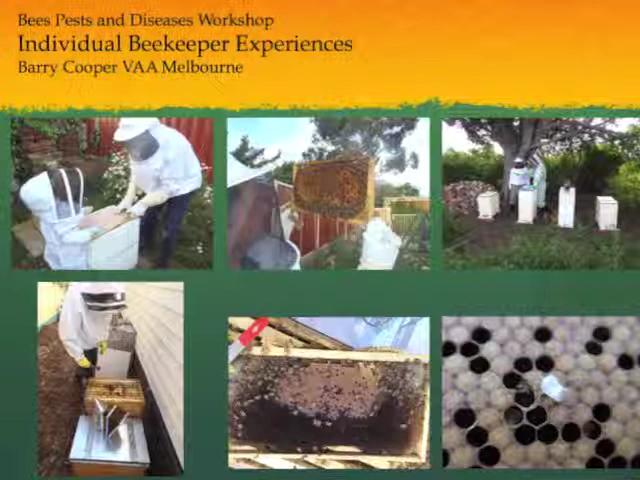 Bees Pests and Diseases Workshop
Individual Beekeeper Experiences
Barry Cooper VAA Melbourne